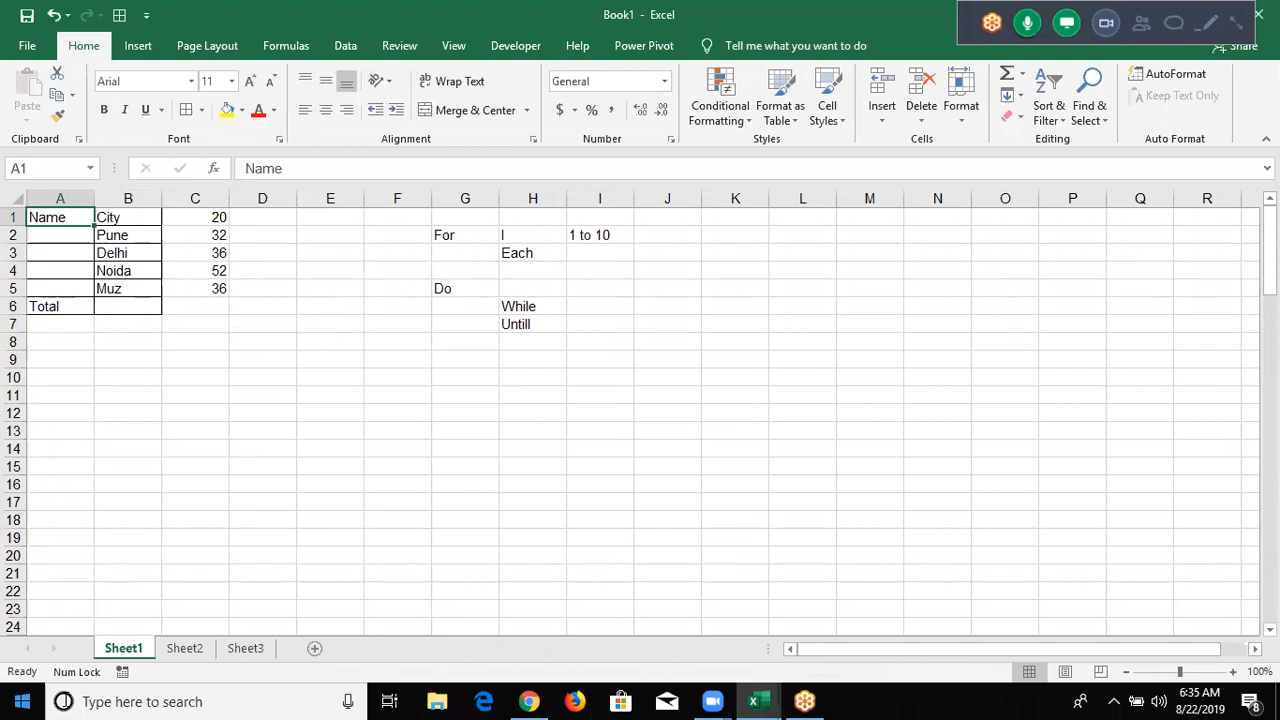 Book1 - Excel
Share
File Home Insert Page Layout Formulas Data Review View Developer Help Power Pivot Tell me what you want to do
Paste
Clipboard
Arial 11
B I U A
Font
Wrap Text
Merge & Center
Alignment
General
$ % ,
Number
Conditional Formatting
Format as Table
Cell Styles
Styles
Insert
Delete
Format
Cells
Sort & Filter
Find & Select
Editing
AutoFormat
Keep Text Only
Auto Format
A1 fx Name
A B C D E F G H I J K L M N O P Q R
1 Name City 20
2 Pune 32 For I 1 to 10
3 Delhi 36 Each
4 Noida 52
5 Muz 36 Do
6 Total While
7 Untill
8
9
10
11
12
13
14
15
16
17
18
19
20
21
22
23
24
Sheet1 Sheet2 Sheet3
Ready Num Lock 100%
Type here to search
6:35 AM
8/22/2019
8